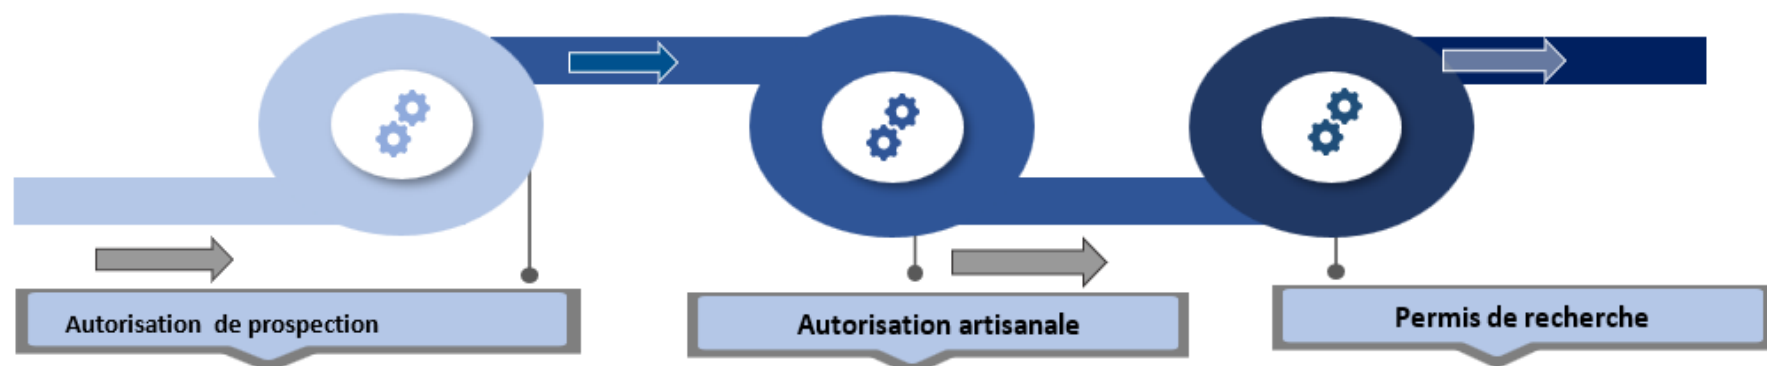 Autorisation de prospection
Autorisation artisanale
Permis de recherche